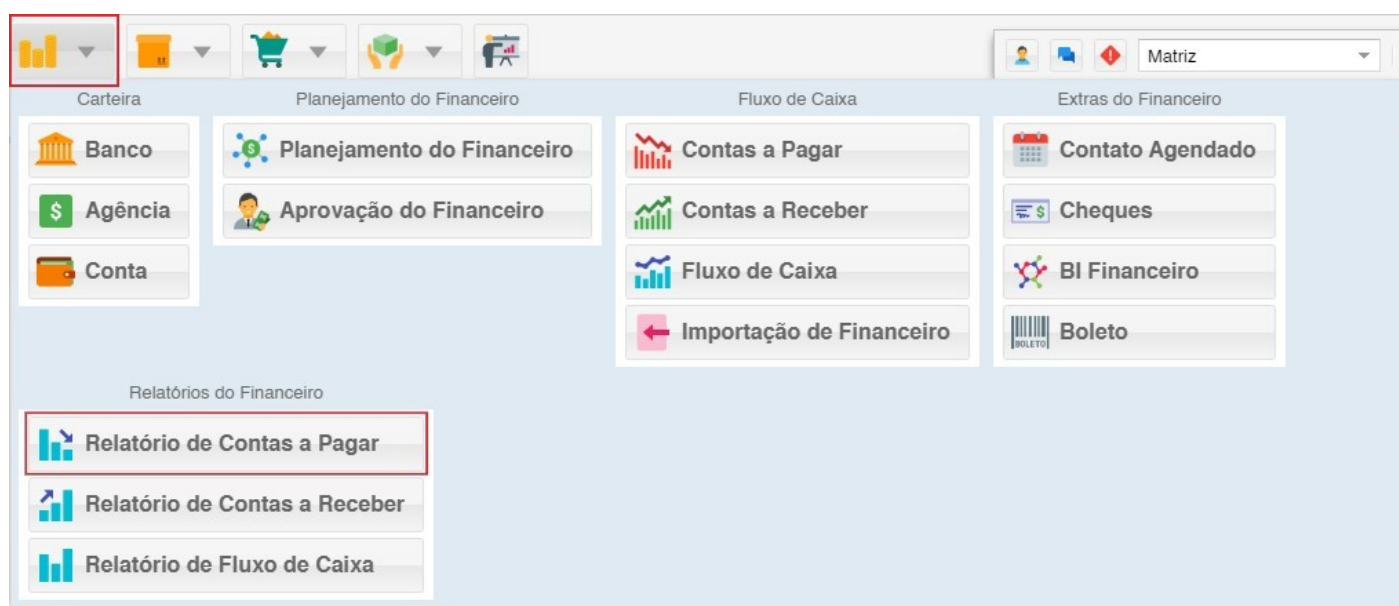 Matriz
Carteira
Banco
Agência
Conta
Planejamento do Financeiro
Planejamento do Financeiro
Aprovação do Financeiro
Fluxo de Caixa
Contas a Pagar
Contas a Receber
Fluxo de Caixa
Importação de Financeiro
Extras do Financeiro
Contato Agendado
Cheques
BI Financeiro
BOLETO
Boleto
Relatórios do Financeiro
Relatório de Contas a Pagar
Relatório de Contas a Receber
Relatório de Fluxo de Caixa